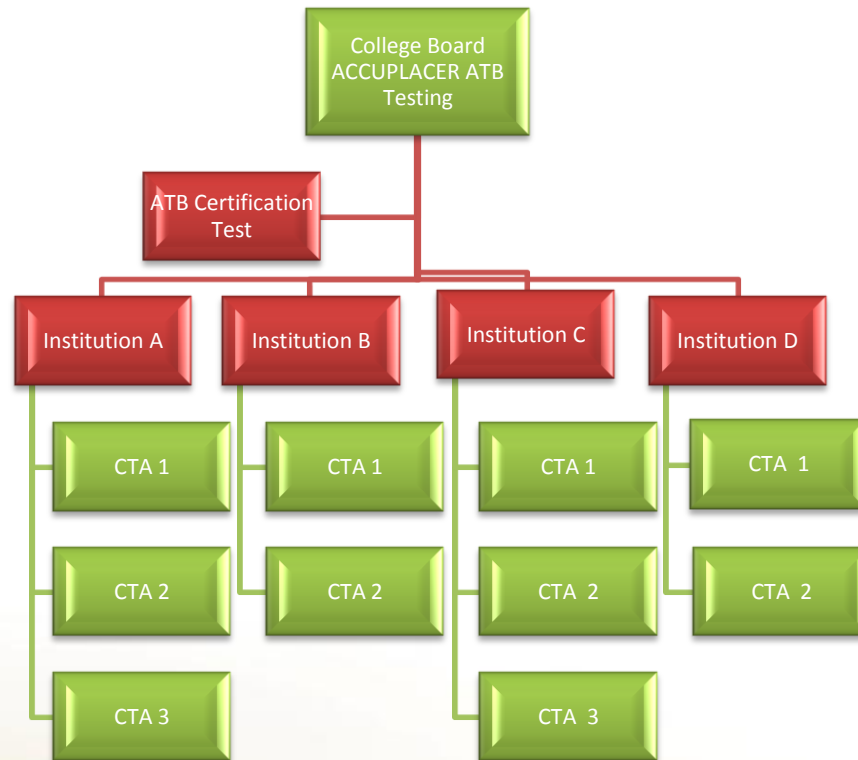 College Board
ACCUPLACER ATB
Testing
ATB Certification
Test
Institution A
Institution B
Institution C
Institution D
CTA 1
CTA 1
CTA 1
CTA 1
CTA 2
CTA 2
CTA 2
CTA 2
CTA 3
CTA 3